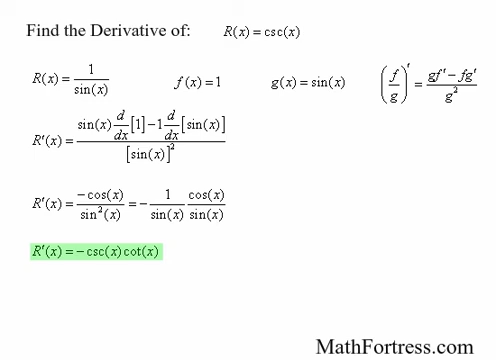 Find the Derivative of: R(x) = csc(x)
R(x) = 1/sin(x) f(x) = 1 g(x) = sin(x) (f/g)' = (gf' − fg')/g²
R'(x) = (sin(x) d/dx [1] − 1 d/dx [sin(x)])/[sin(x)]²
R'(x) = −cos(x)/sin²(x) = − 1/sin(x) cos(x)/sin(x)
R'(x) = − csc(x) cot(x)
MathFortress.com